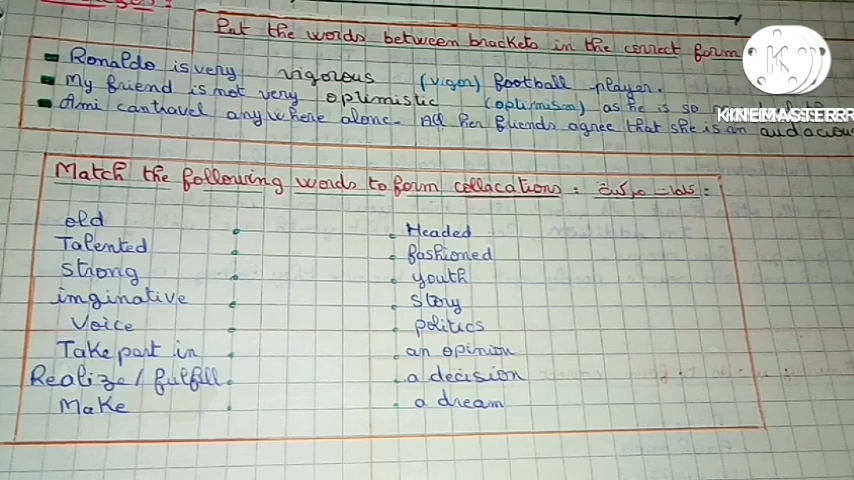 Put the words between brackets in the correct form
Ronaldo is very vigorous (vigor) football player.
My friend is not very optimistic (optimism) as he is so
Ami can travel anywhere alone. All her friends agree that she is an audacious
K
KINEMASTER
Match the following words to form collacations :
old
Talented
strong
imginative
Voice
Take part in
Realize / fulfill
Make
Headed
fashioned
youth
story
politics
an opinion
a decision
a dream